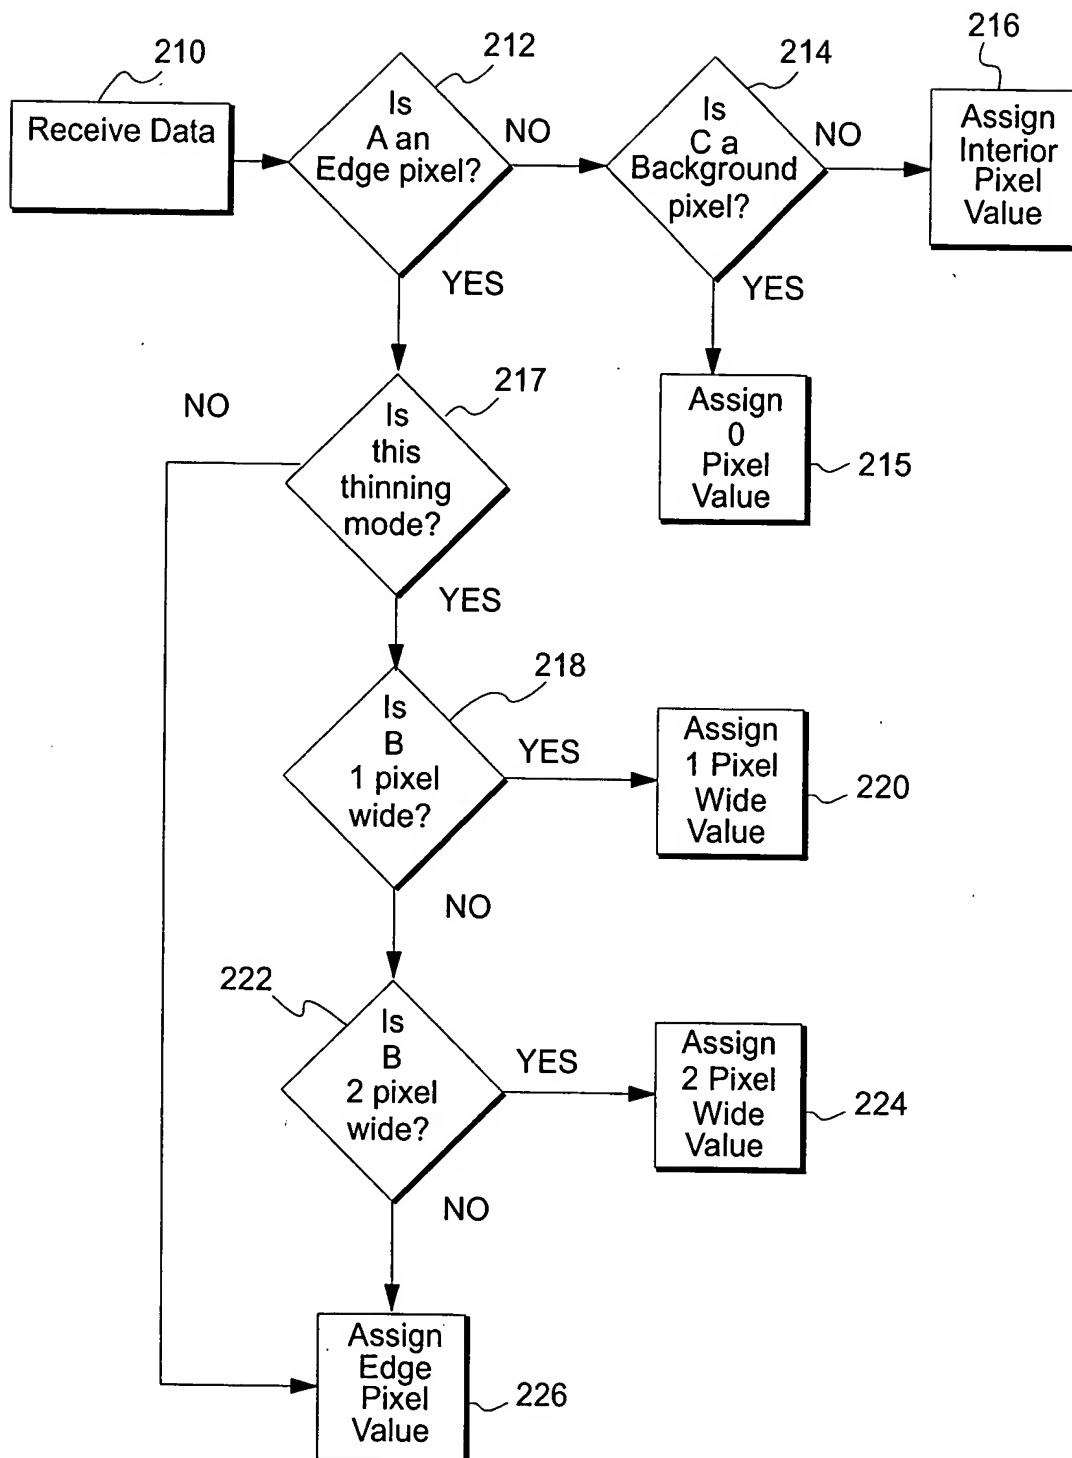 210
Receive Data
212
Is
A an
Edge pixel?
NO
YES
214
Is
C a
Background
pixel?
NO
YES
216
Assign
Interior
Pixel
Value
Assign
0
Pixel
Value
215
217
NO
Is
this
thinning
mode?
YES
218
Is
B
1 pixel
wide?
YES
NO
Assign
1 Pixel
Wide
Value
220
222
Is
B
2 pixel
wide?
YES
NO
Assign
2 Pixel
Wide
Value
224
Assign
Edge
Pixel
Value
226